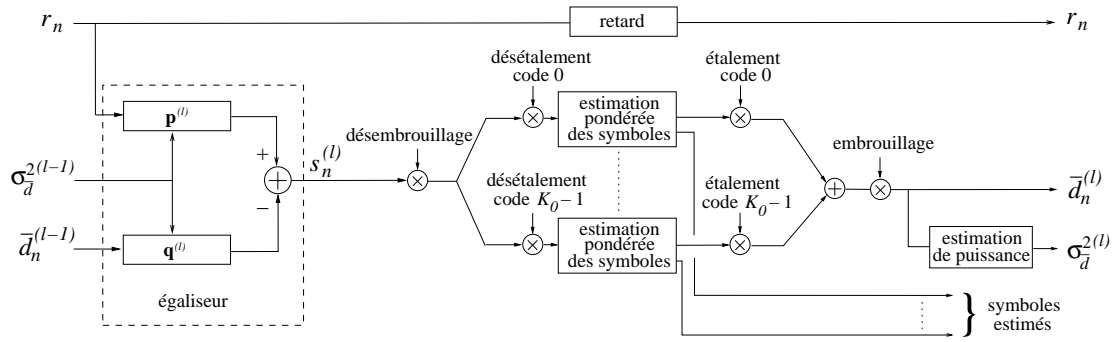 r_n
retard
r_n
désétalement
code 0
étalement
code 0
p^(l)
estimation
pondérée
des symboles
désembrouillage
embrouillage
+
s_n^(l)
σ_d̄^2(l−1)
−
désétalement
code K_0−1
étalement
code K_0−1
d̄_n^(l)
d̄_n^(l−1)
q^(l)
estimation
pondérée
des symboles
estimation
de puissance
σ_d̄^2(l)
égaliseur
symboles
estimés